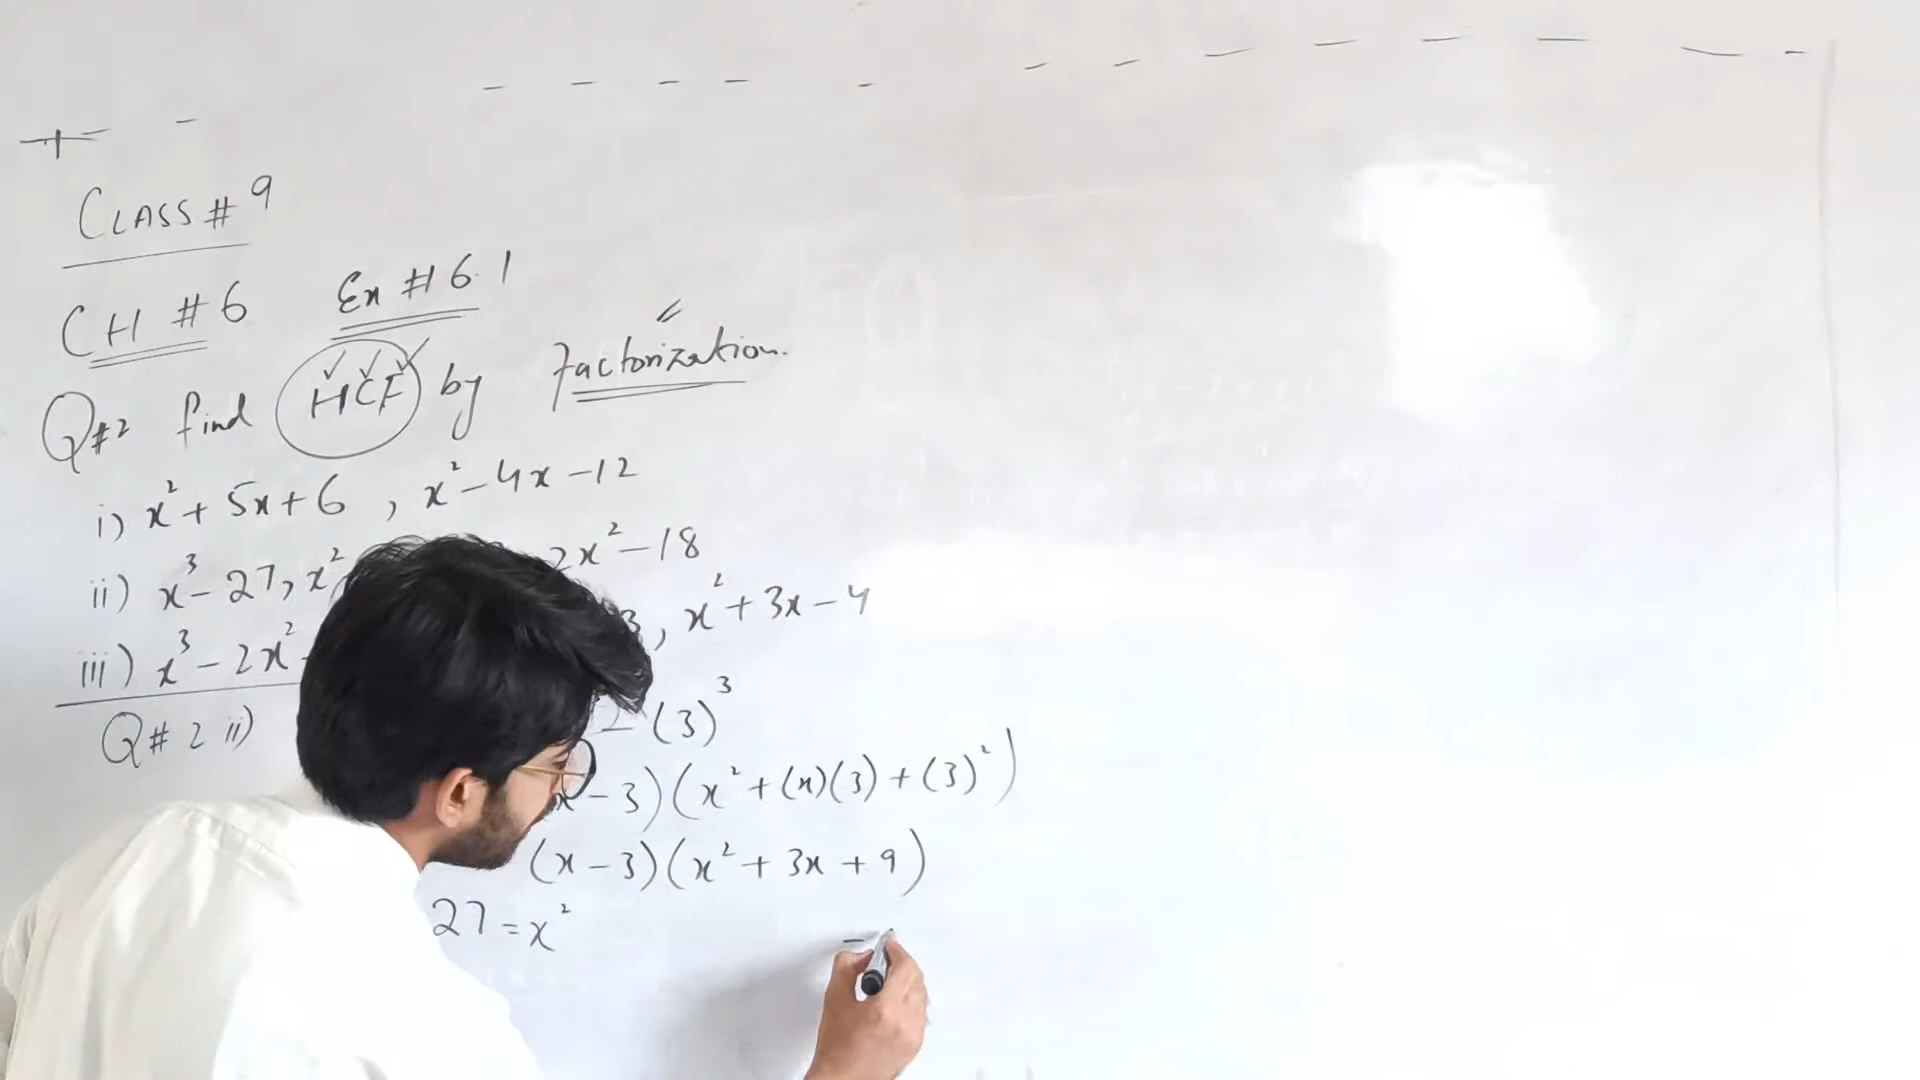 CLASS # 9
CH # 6 Ex # 6.1
Q#2 find HCF by Factorization.
i) x² + 5x + 6 , x² - 4x - 12
ii) x³ - 27, x² 2x² - 18
iii) x³ - 2x² 3, x² + 3x - 4
Q# 2 ii) - (3)³
x - 3)(x² + (x)(3) + (3)²)
(x - 3)(x² + 3x + 9)
27 = x² -